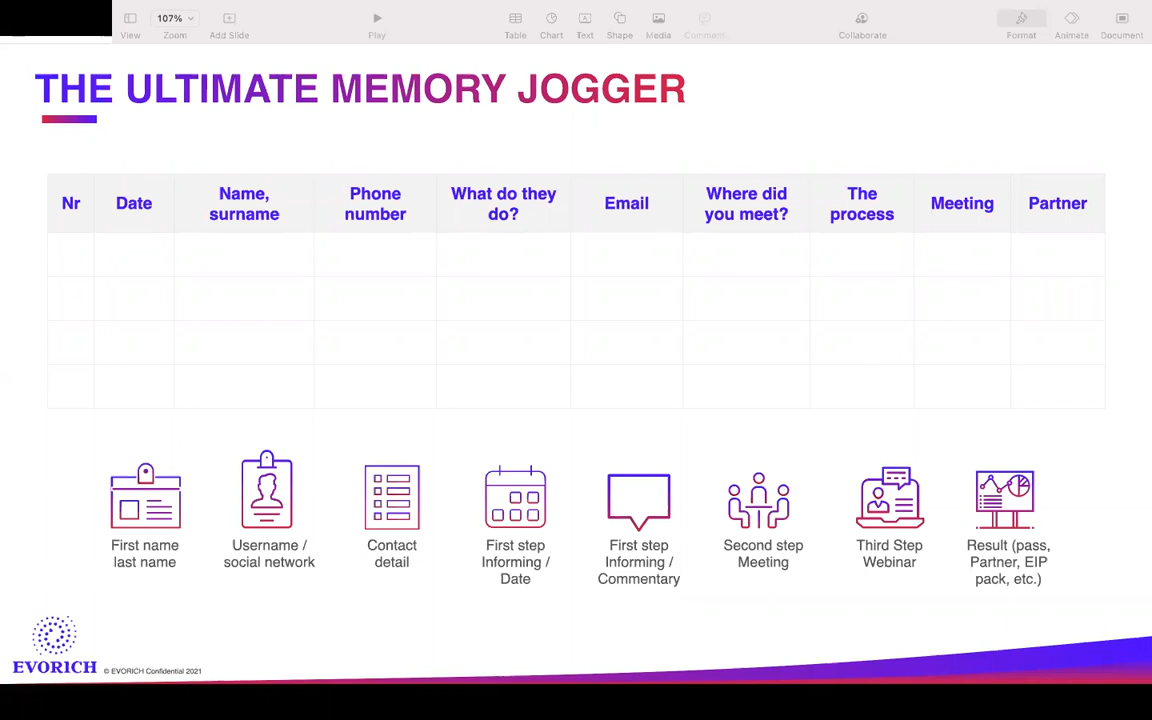 107%
View
Zoom
Add Slide
Play
Table
Chart
Text
Shape
Media
Comment
Collaborate
Format
Animate
Document
THE ULTIMATE MEMORY JOGGER
Nr
Date
Name,
surname
Phone
number
What do they
do?
Email
Where did
you meet?
The
process
Meeting
Partner
First name
last name
Username /
social network
Contact
detail
First step
Informing /
Date
First step
Informing /
Commentary
Second step
Meeting
Third Step
Webinar
Result (pass,
Partner, EIP
pack, etc.)
EVORICH
© EVORICH Confidential 2021